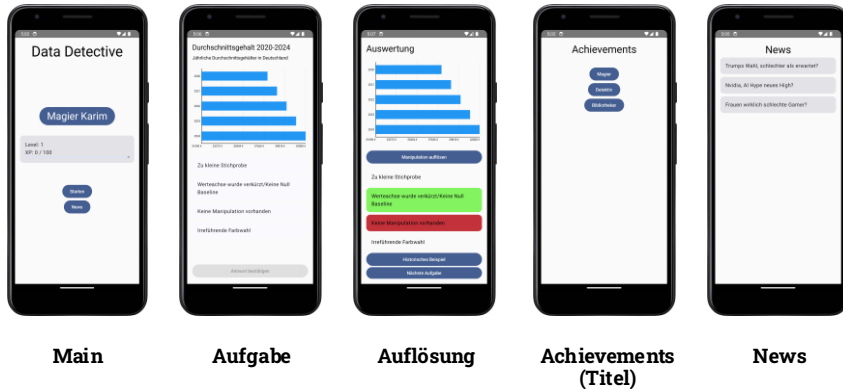 Data Detective
Magier Karim
Level: 1
XP: 0 / 100
Starten
News
Main
Durchschnittsgehalt 2020-2024
Jährliche Durchschnittsgehälter in Deutschland
Zu kleine Stichprobe
Werteachse wurde verkürzt/Keine Null
Baseline
Keine Manipulation vorhanden
Irreführende Farbwahl
Antwort bestätigen
Aufgabe
Auswertung
Manipulation auflösen
Zu kleine Stichprobe
Werteachse wurde verkürzt/Keine Null
Baseline
Keine Manipulation vorhanden
Irreführende Farbwahl
Historisches Beispiel
Nächste Aufgabe
Auflösung
Achievements
Magier
Detektiv
Bibliothekar
Achievements
(Titel)
News
Trumps Wahl, schlechter als erwartet?
Nvidia, AI Hype neues High?
Frauen wirklich schlechte Gamer?
News